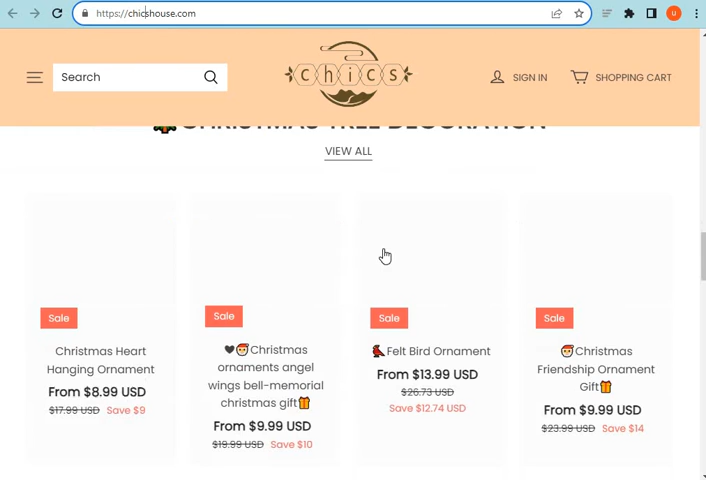 https://chicshouse.com
Search
chics
SIGN IN
SHOPPING CART
CHRISTMAS TREE DECORATION
VIEW ALL
Sale
Sale
Sale
Sale
Christmas Heart
Hanging Ornament
From $8.99 USD
$17.99 USD Save $9
🖤🎅Christmas
ornaments angel
wings bell-memorial
christmas gift🎁
From $9.99 USD
$19.99 USD Save $10
Felt Bird Ornament
From $13.99 USD
$26.73 USD
Save $12.74 USD
🎅Christmas
Friendship Ornament
Gift🎁
From $9.99 USD
$23.99 USD Save $14
u